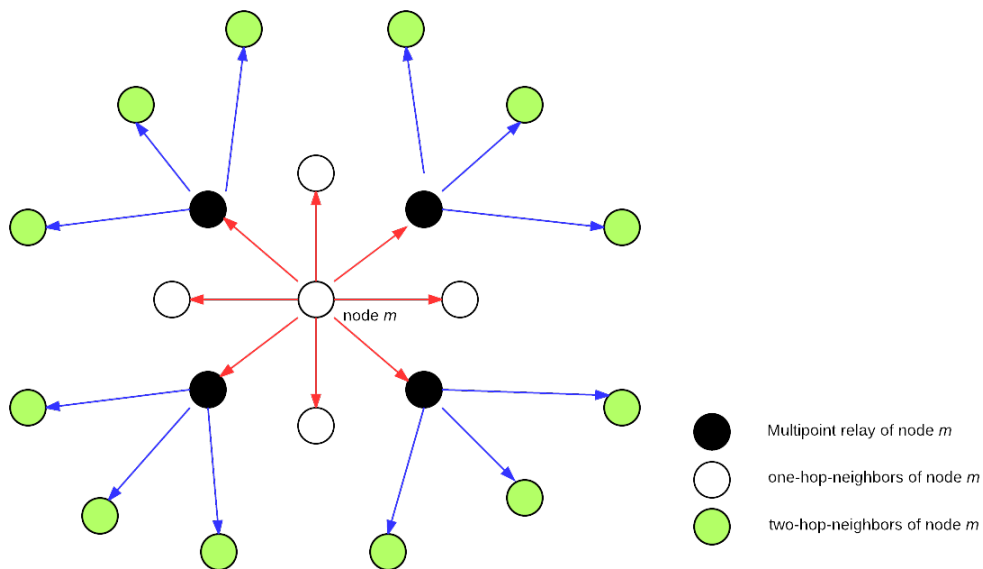 node m
Multipoint relay of node m
one-hop-neighbors of node m
two-hop-neighbors of node m